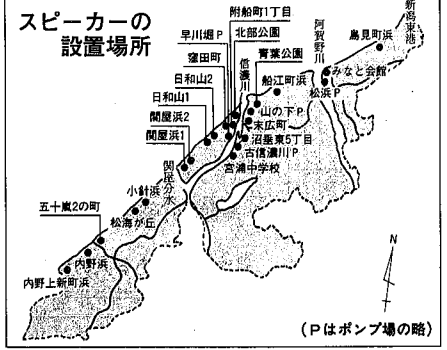 スピーカーの
設置場所
附船町1丁目
北部公園
早川堀P
窪田町
日和山2
日和山1
関屋浜2
関屋浜1
信濃川
青葉公園
船江町浜
阿賀野川
新潟東港
島見町浜
みなと会館
松浜P
山の下P
末広町
沼垂東5丁目
古信濃川P
宮浦中学校
関屋分水
小針浜
五十嵐2の町
松海が丘
内野浜
内野上新町浜
N
(Pはポンプ場の略)